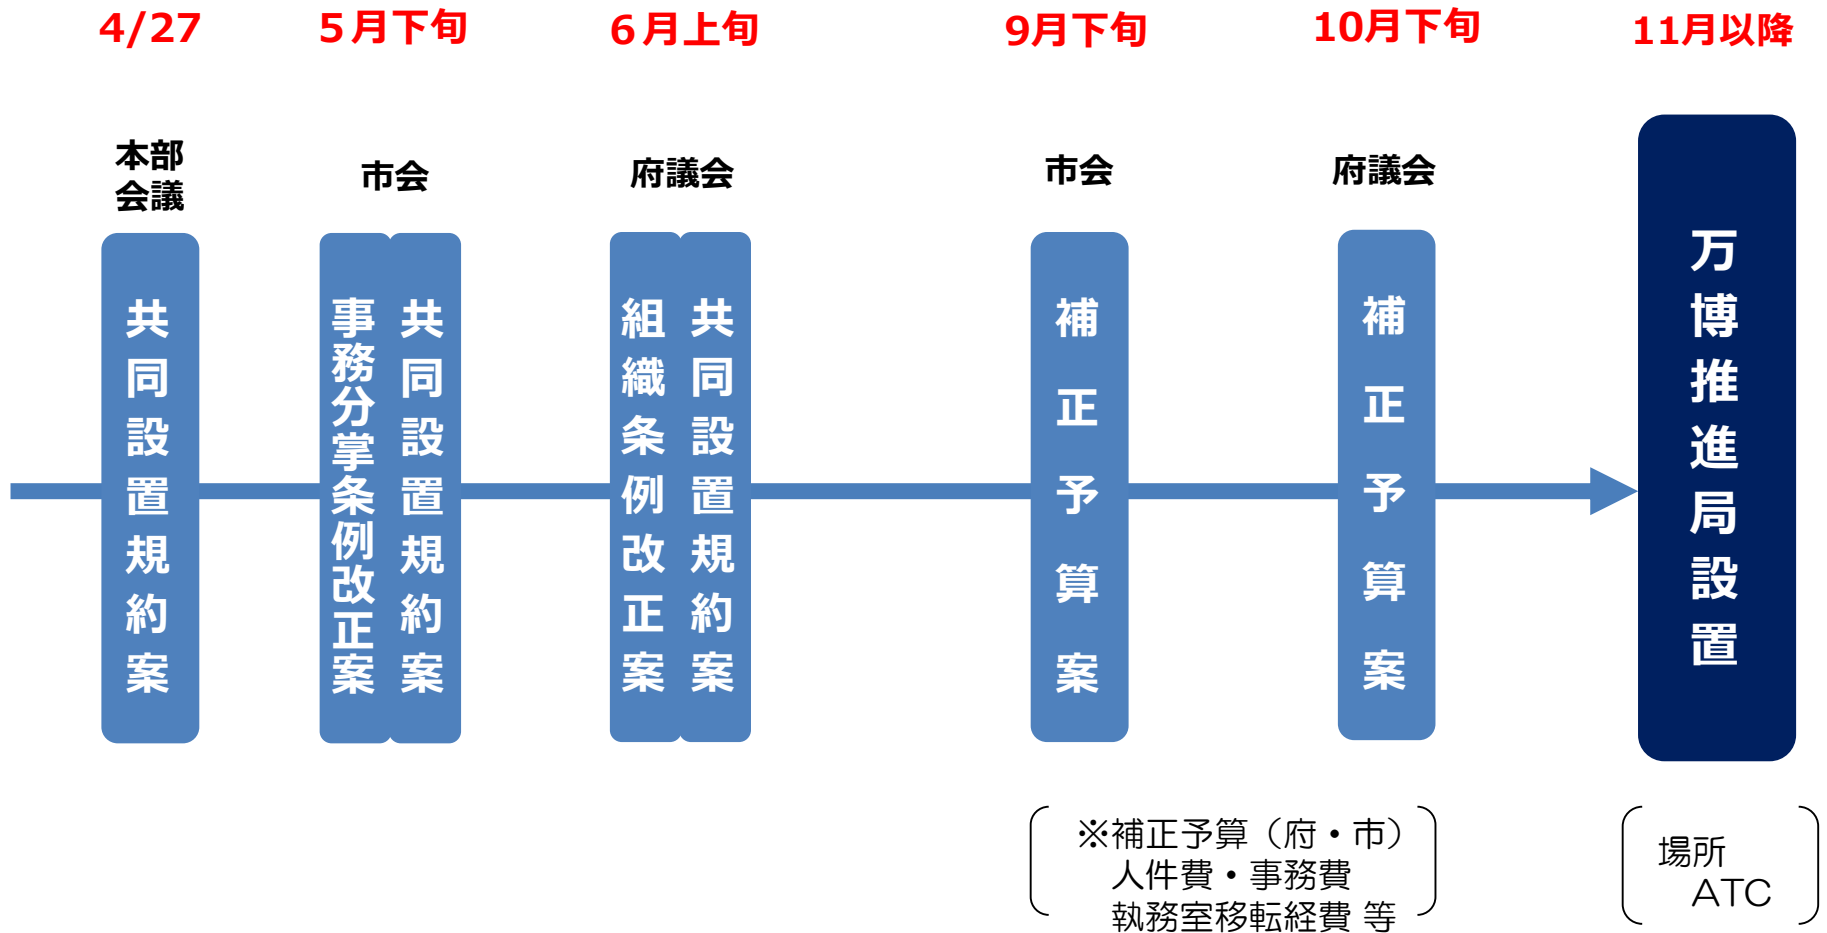 4/27
５月下旬
６月上旬
9月下旬
10月下旬
11月以降
本部
会議
市会
府議会
市会
府議会
共同設置規約案
事務分掌条例改正案
共同設置規約案
組織条例改正案
共同設置規約案
補正予算案
補正予算案
万博推進局設置
※補正予算（府・市）
人件費・事務費
執務室移転経費 等
場所
ATC